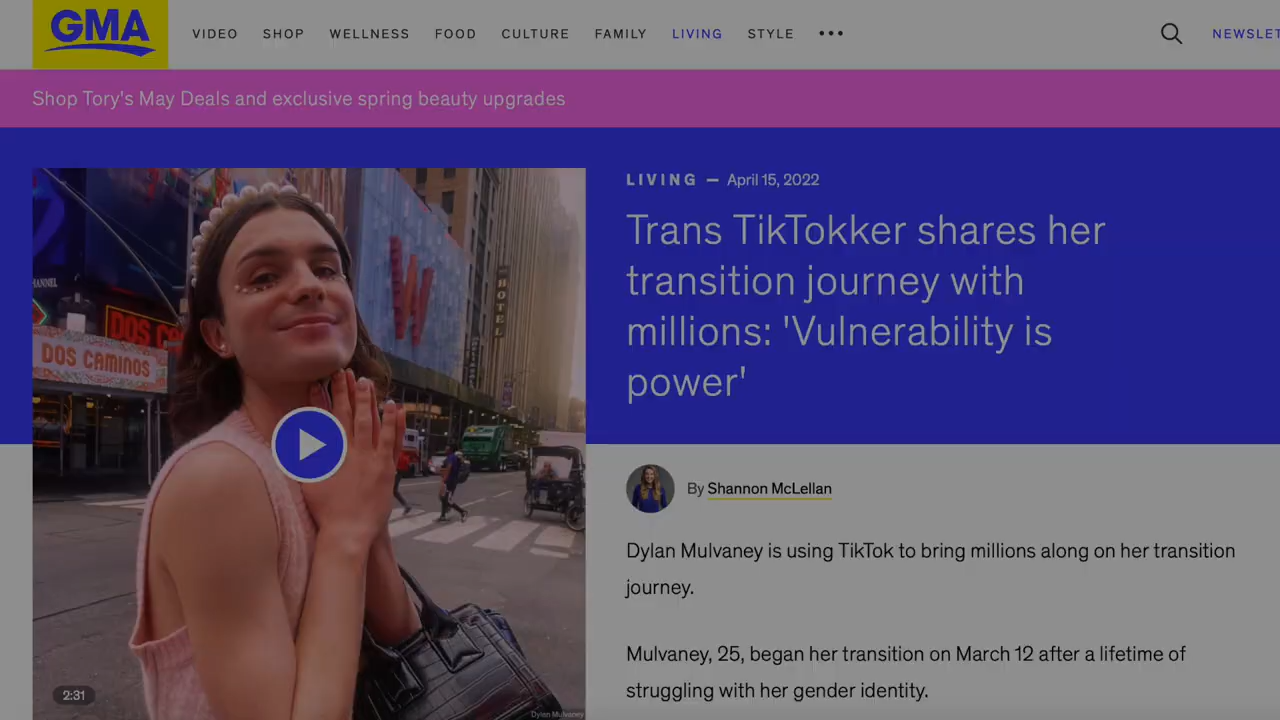 GMA
VIDEO SHOP WELLNESS FOOD CULTURE FAMILY LIVING STYLE
NEWSLET
Shop Tory's May Deals and exclusive spring beauty upgrades
LIVING — April 15, 2022
Trans TikTokker shares her
transition journey with
millions: 'Vulnerability is
power'
HOTEL
W
DOS CA
DOS CAMINOS
By Shannon McLellan
Dylan Mulvaney is using TikTok to bring millions along on her transition
journey.
Mulvaney, 25, began her transition on March 12 after a lifetime of
struggling with her gender identity.
2:31
Dylan Mulvaney